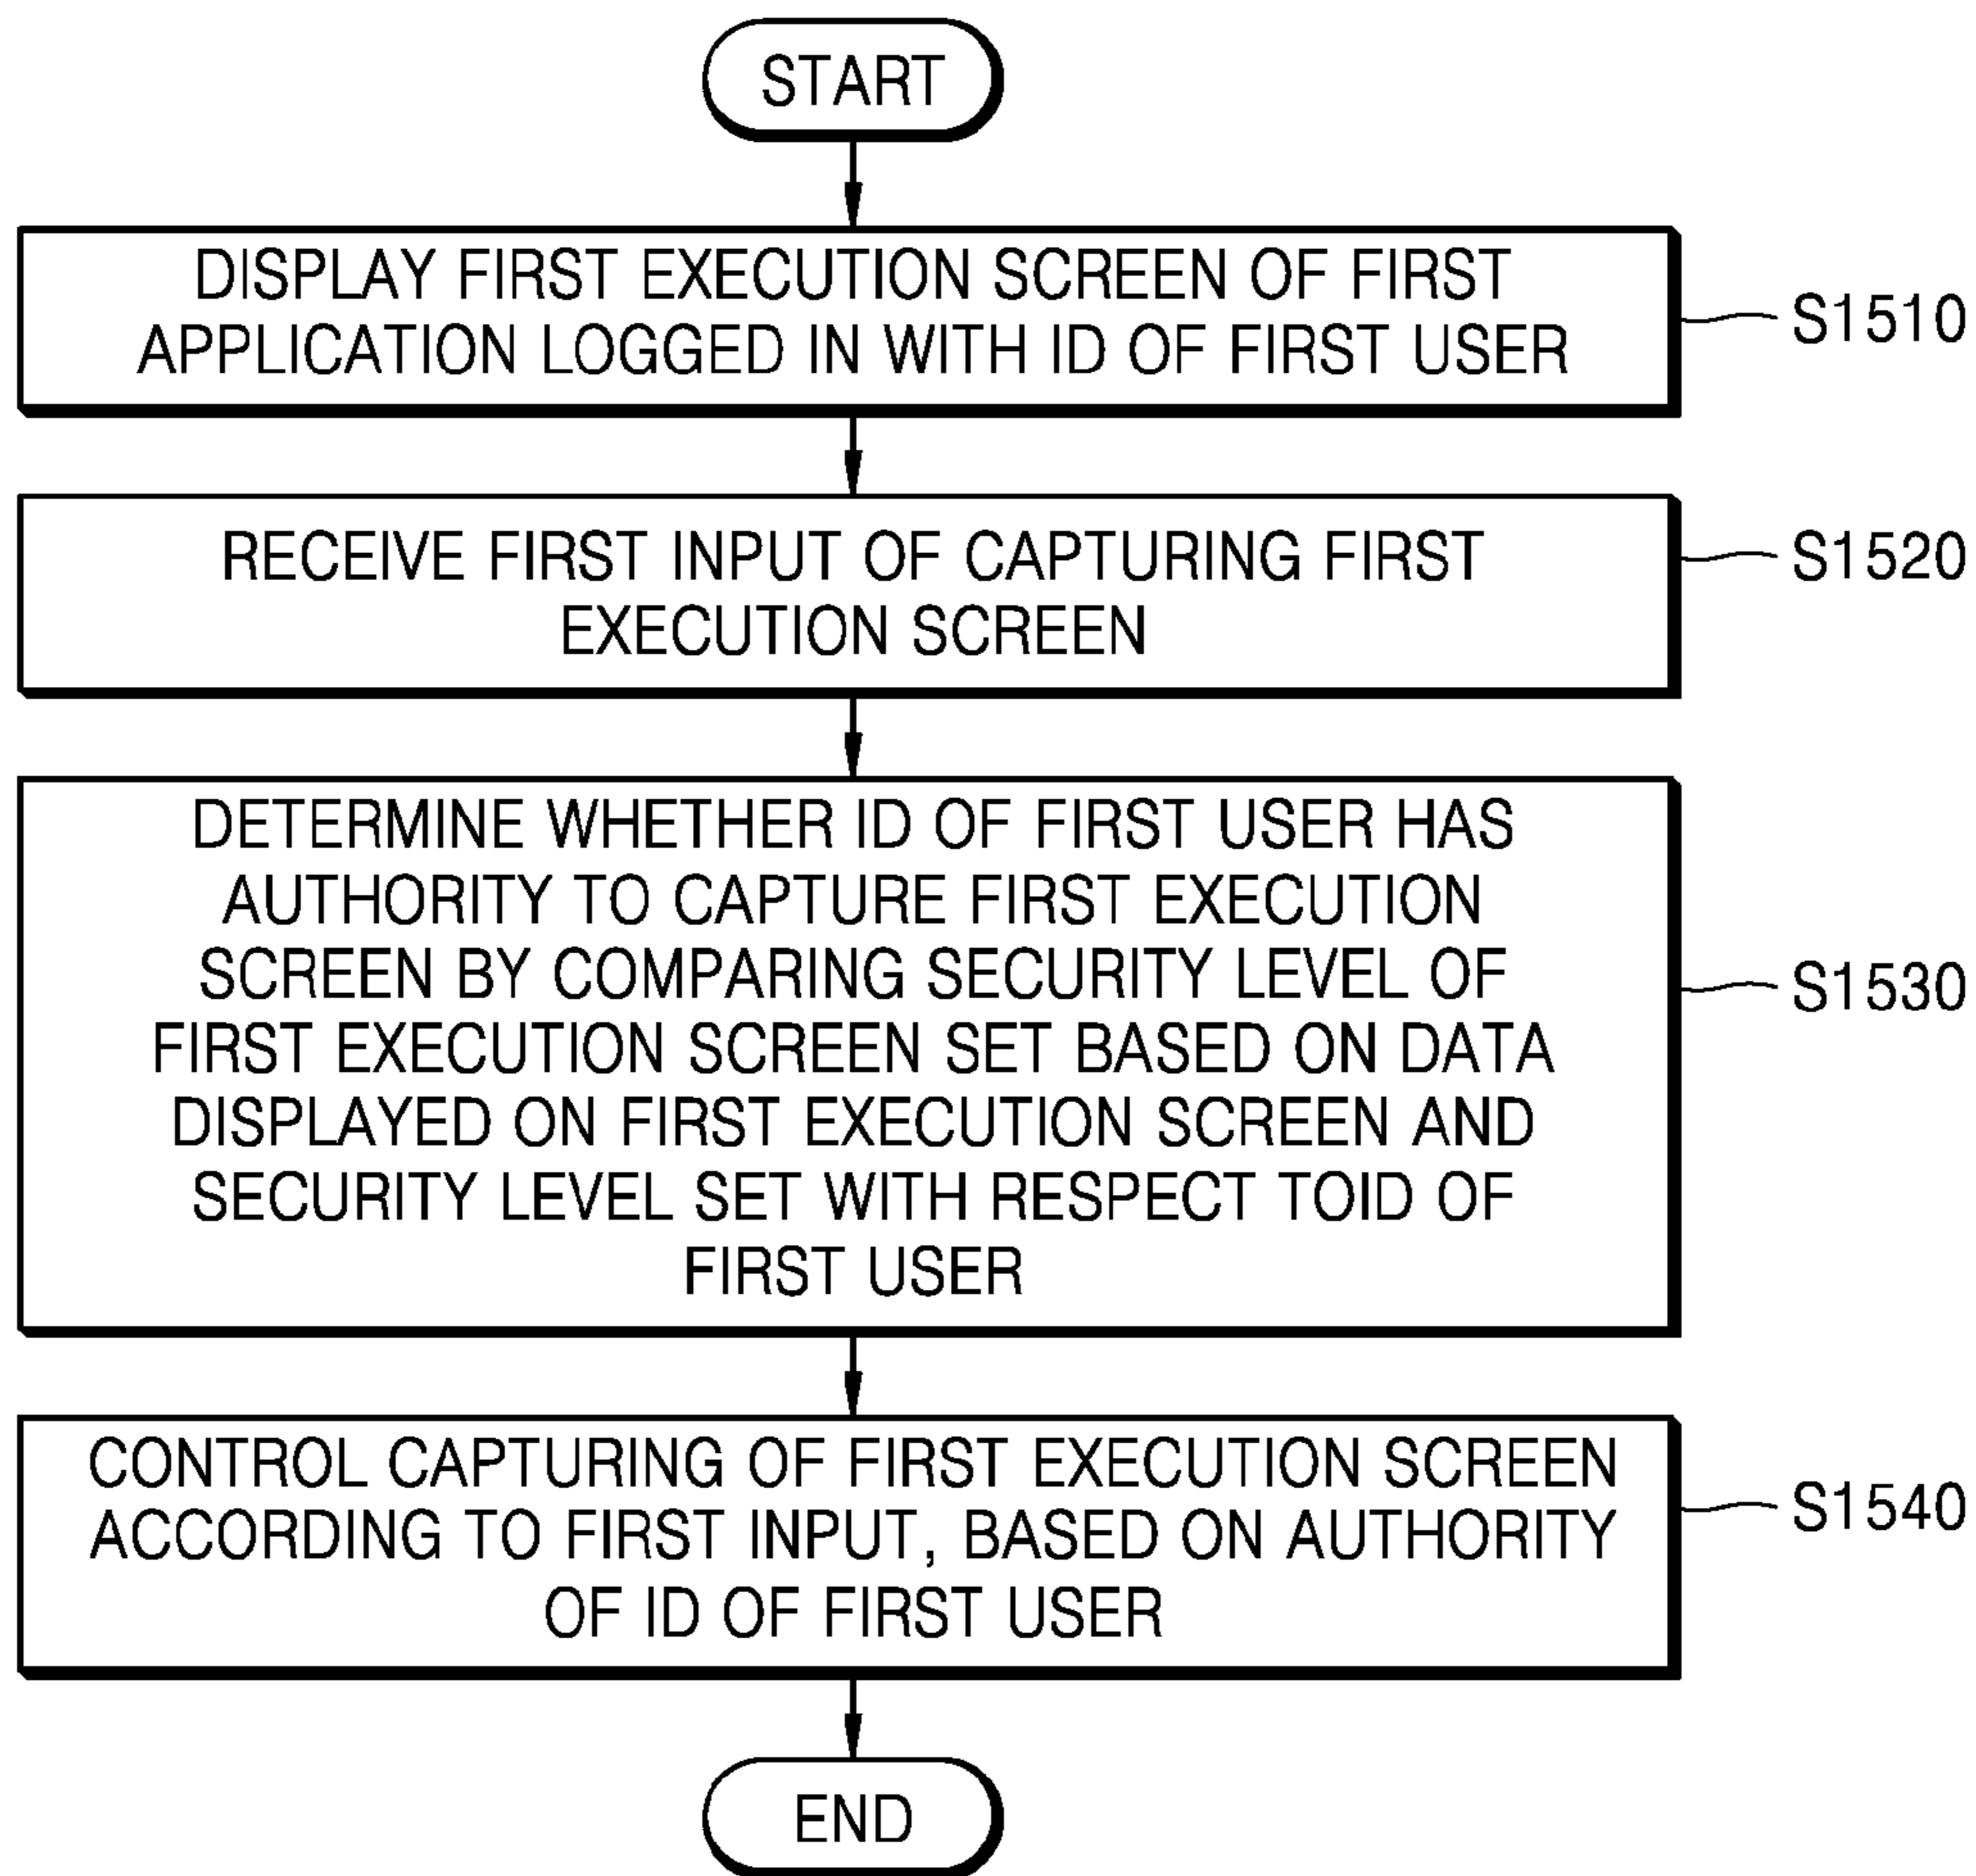 START
DISPLAY FIRST EXECUTION SCREEN OF FIRST
APPLICATION LOGGED IN WITH ID OF FIRST USER
S1510
RECEIVE FIRST INPUT OF CAPTURING FIRST
EXECUTION SCREEN
S1520
DETERMINE WHETHER ID OF FIRST USER HAS
AUTHORITY TO CAPTURE FIRST EXECUTION
SCREEN BY COMPARING SECURITY LEVEL OF
FIRST EXECUTION SCREEN SET BASED ON DATA
DISPLAYED ON FIRST EXECUTION SCREEN AND
SECURITY LEVEL SET WITH RESPECT TOID OF
FIRST USER
S1530
CONTROL CAPTURING OF FIRST EXECUTION SCREEN
ACCORDING TO FIRST INPUT, BASED ON AUTHORITY
OF ID OF FIRST USER
S1540
END